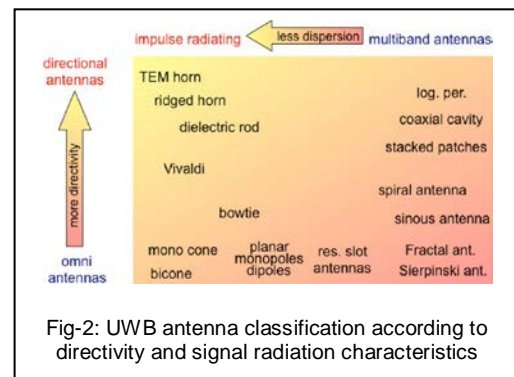 impulse radiating less dispersion multiband antennas
directional antennas
TEM horn
ridged horn
log. per.
dielectric rod
coaxial cavity
stacked patches
Vivaldi
more directivity
spiral antenna
bowtie
sinous antenna
omni antennas
mono cone
bicone
planar monopoles dipoles
res. slot antennas
Fractal ant.
Sierpinski ant.
Fig-2: UWB antenna classification according to
directivity and signal radiation characteristics